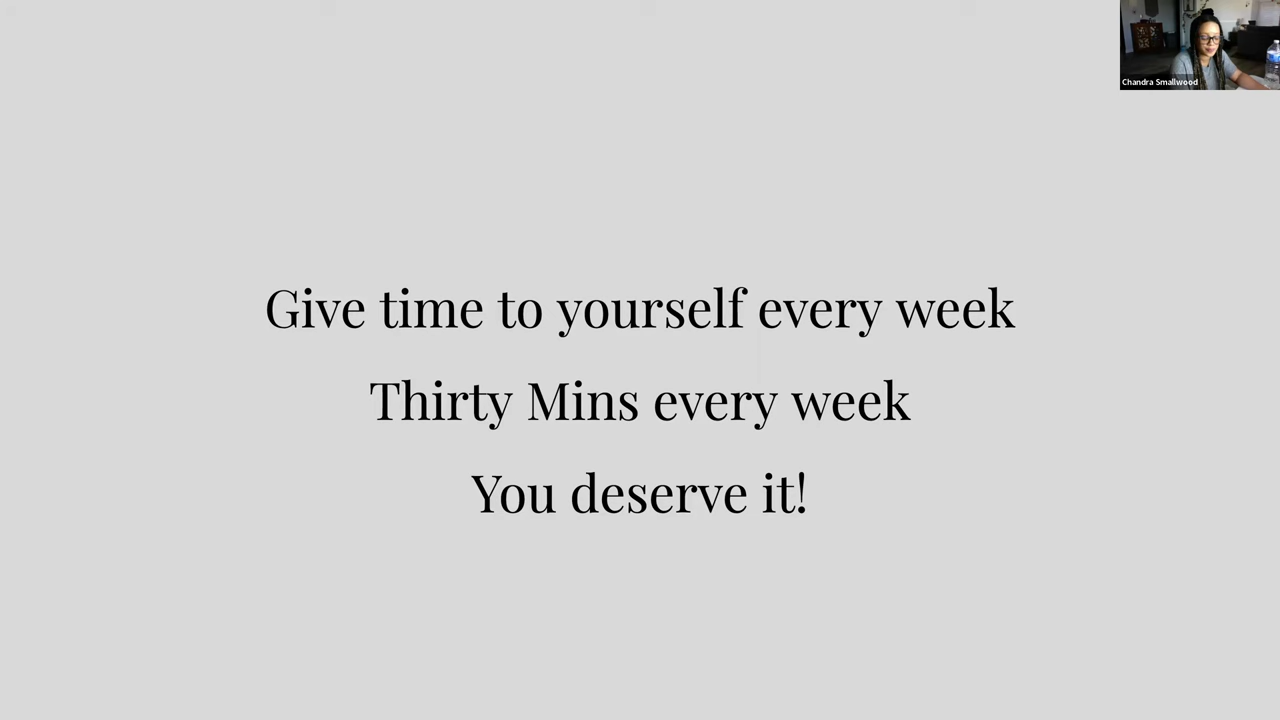 Chandra Smallwood
Give time to yourself every week
Thirty Mins every week
You deserve it!